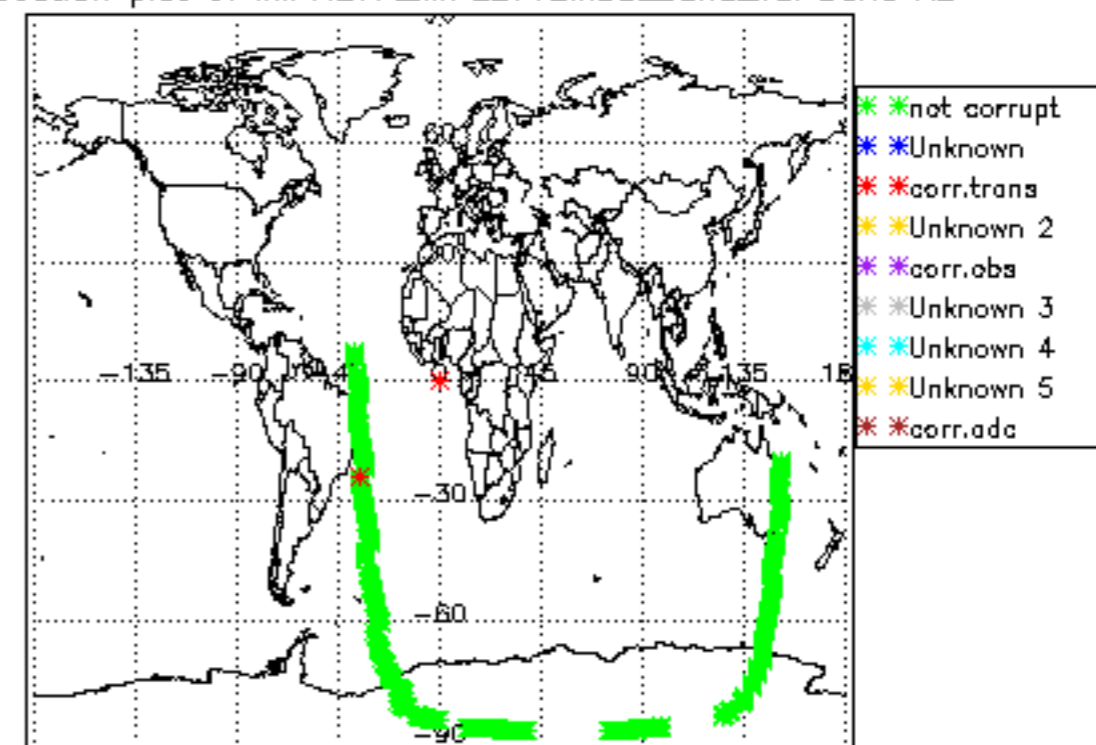 60
-135
-90
90
135
-30
-60
-90
not corrupt
Unknown
corr.trans
Unknown 2
corr.obs
Unknown 3
Unknown 4
Unknown 5
corr.adc